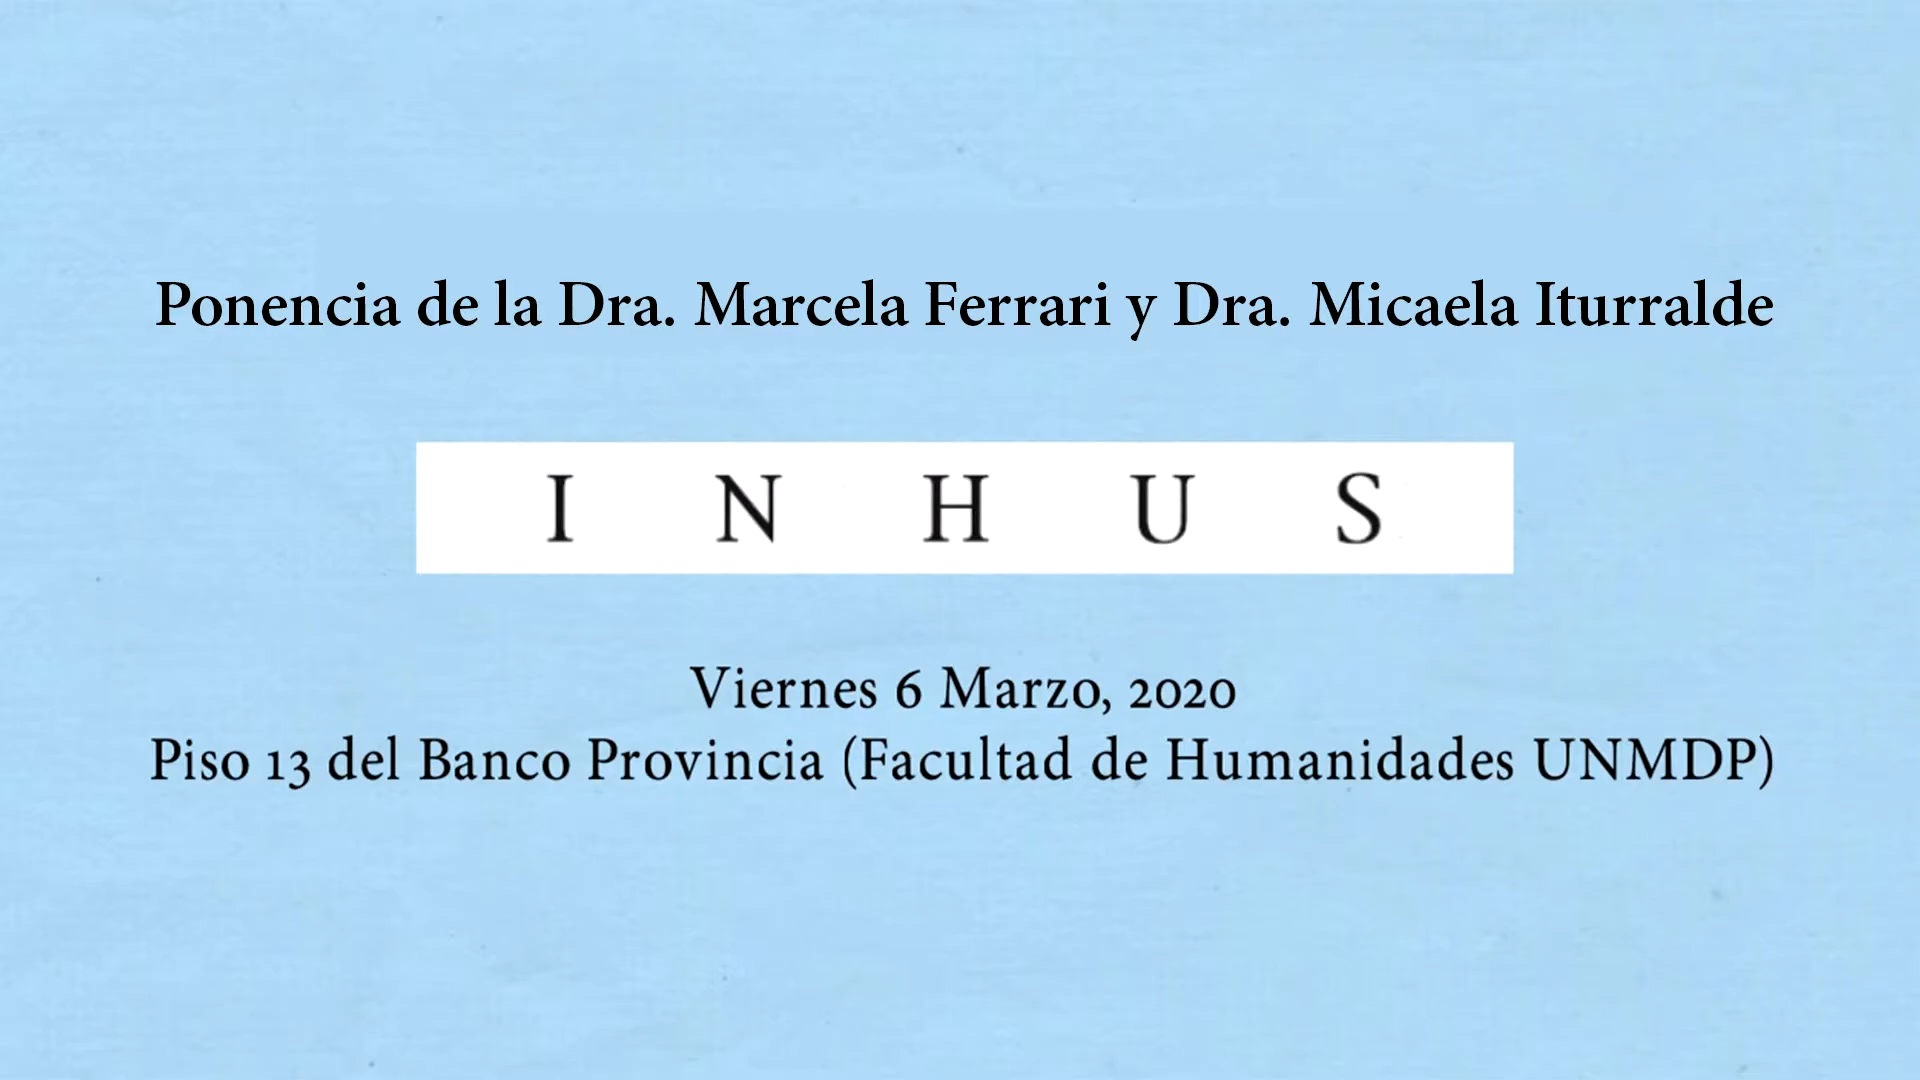 Ponencia de la Dra. Marcela Ferrari y Dra. Micaela Iturralde
I N H U S
Viernes 6 Marzo, 2020
Piso 13 del Banco Provincia (Facultad de Humanidades UNMDP)